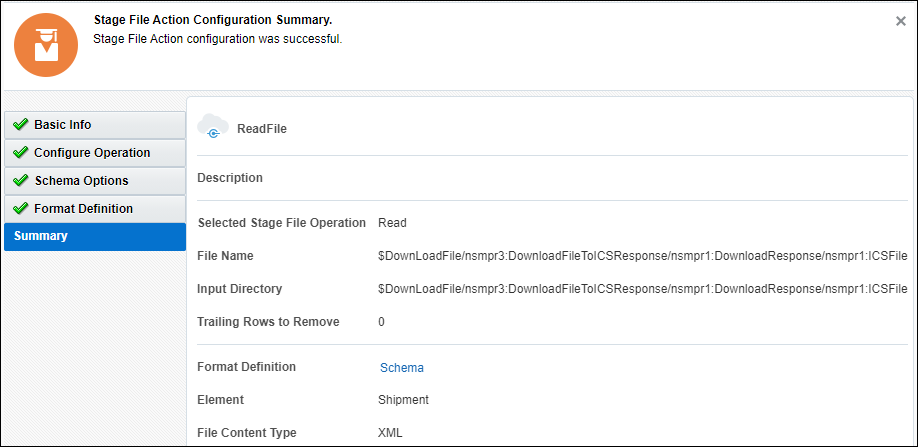 Stage File Action Configuration Summary.
Stage File Action configuration was successful.
Basic Info
Configure Operation
Schema Options
Format Definition
Summary
ReadFile
Description
Selected Stage File Operation Read
File Name $DownLoadFile/nsmpr3:DownloadFileToICSResponse/nsmpr1:DownloadResponse/nsmpr1:ICSFile
Input Directory $DownLoadFile/nsmpr3:DownloadFileToICSResponse/nsmpr1:DownloadResponse/nsmpr1:ICSFile
Trailing Rows to Remove 0
Format Definition Schema
Element Shipment
File Content Type XML